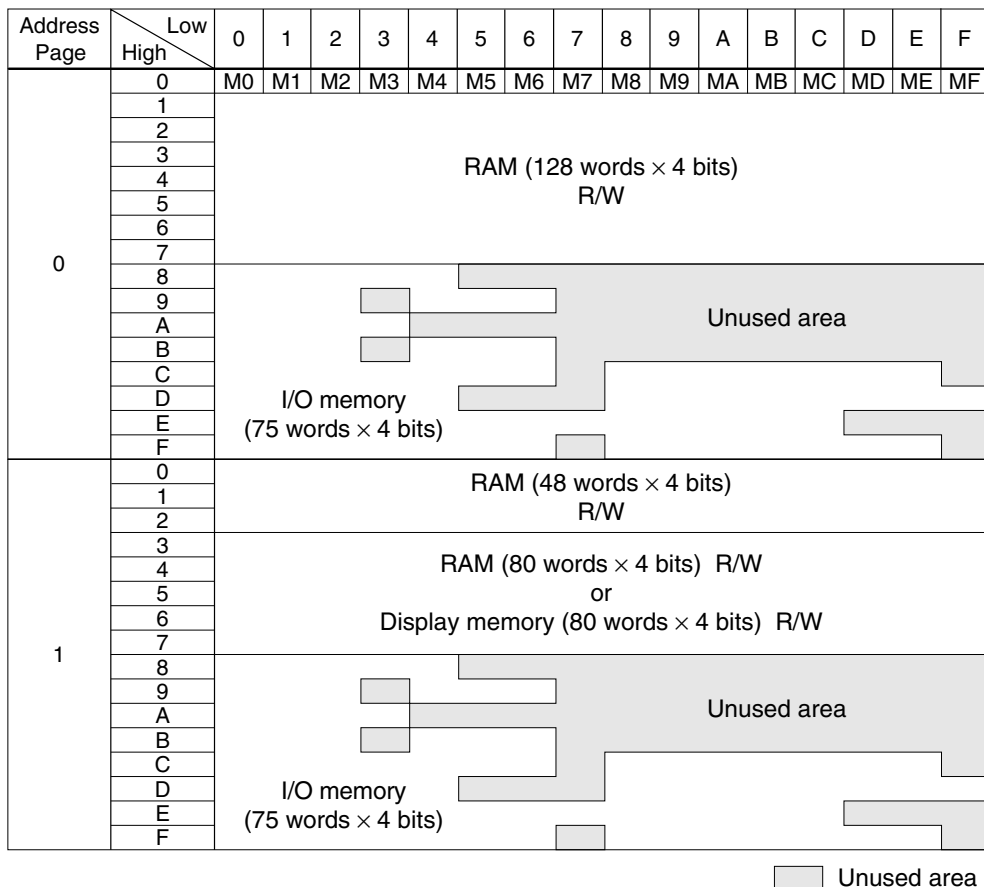 Address Page High Low 0 1 2 3 4 5 6 7 8 9 A B C D E F
0 0 M0 M1 M2 M3 M4 M5 M6 M7 M8 M9 MA MB MC MD ME MF
1
2
3
4
5
6
7
RAM (128 words × 4 bits)
R/W
8
9
A
B
C
D
E
F
Unused area
I/O memory
(75 words × 4 bits)
1 0
1
2
RAM (48 words × 4 bits)
R/W
3
4
5
6
7
RAM (80 words × 4 bits) R/W
or
Display memory (80 words × 4 bits) R/W
8
9
A
B
C
D
E
F
Unused area
I/O memory
(75 words × 4 bits)
Unused area